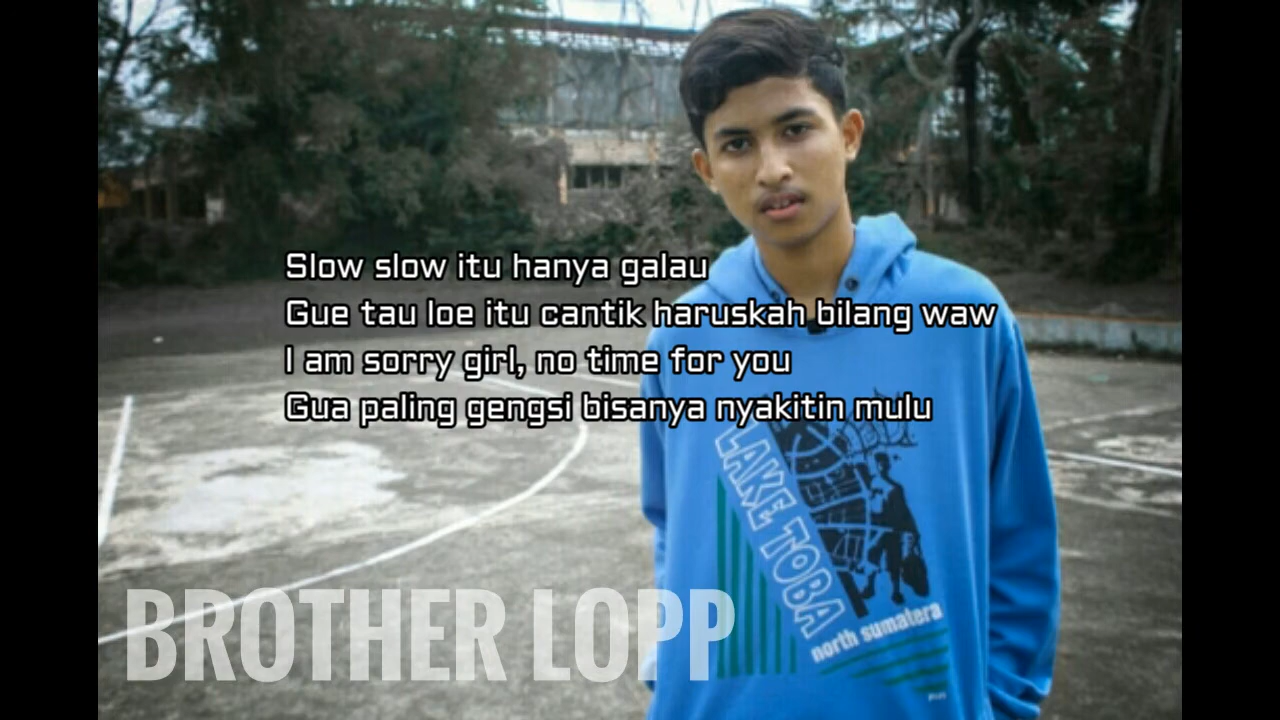 Slow slow itu hanya galau
Gue tau loe itu cantik haruskah bilang waw
I am sorry girl, no time for you
Gua paling gengsi bisanya nyakitin mulu
LAKE TOBA
north sumatera
BROTHER LOPP